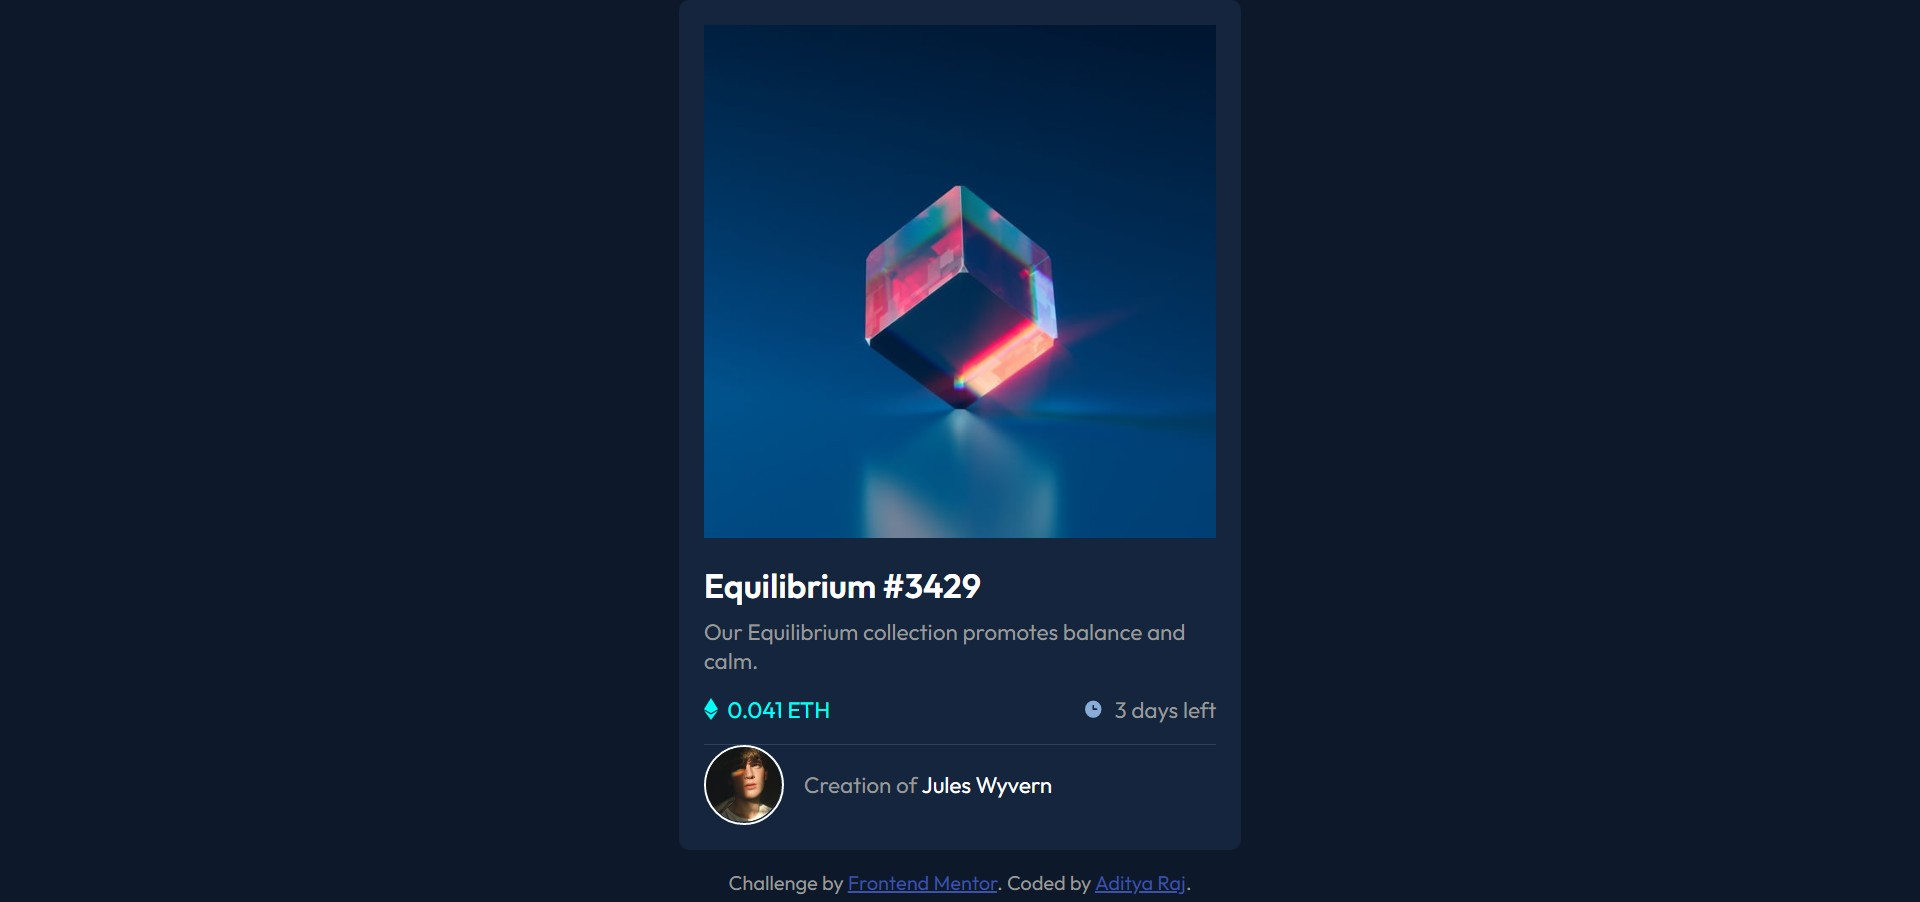 Equilibrium #3429
Our Equilibrium collection promotes balance and
calm.
0.041 ETH
3 days left
Creation of Jules Wyvern
Challenge by Frontend Mentor. Coded by Aditya Raj.